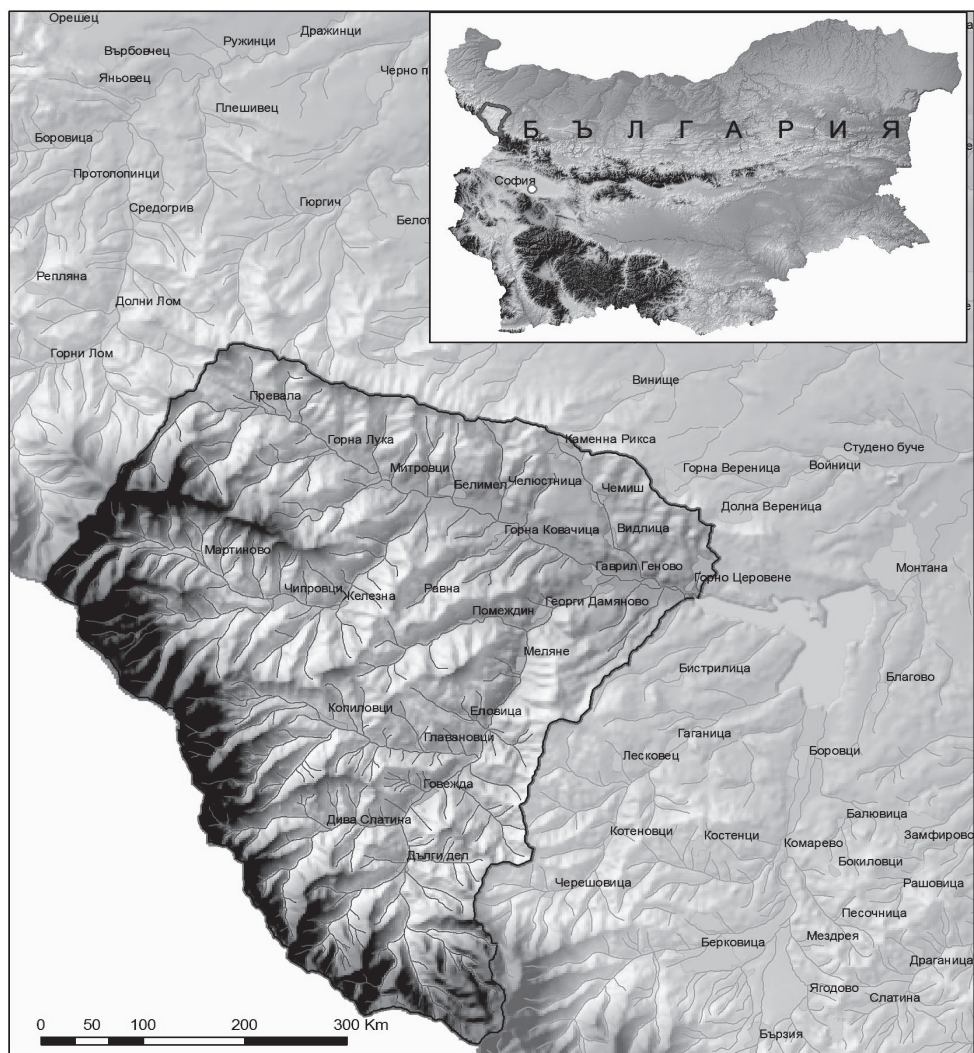 Орешец
Върбовчец
Ружинци
Дражинци
Яньовец
Черно п
Плешивец
Боровица
Протолопинци
Средогрив
Гюргич
Белот
Репляна
Долни Лом
Горни Лом
БЪЛГАРИЯ
София
Винище
Превала
Горна Лука
Каменна Рикса
Студено буче
Митровци
Белимел
Челюстница
Чемиш
Горна Вереница
Войници
Долна Вереница
Горна Ковачица
Видлица
Мартиново
Гаврил Геново
Горно Церовене
Монтана
Чипровци
Железна
Равна
Помеждин
Георги Дамяново
Меляне
Бистрилица
Благово
Копиловци
Еловица
Главановци
Гаганица
Лесковец
Боровци
Говежда
Дива Слатина
Балювица
Котеновци
Костенци
Комарево
Замфирово
Дълги дел
Бокиловци
Черешовица
Рашовица
Песочница
Берковица
Мездрея
Драганица
Ягодово
Слатина
Бързия
0 50 100 200 300 Km